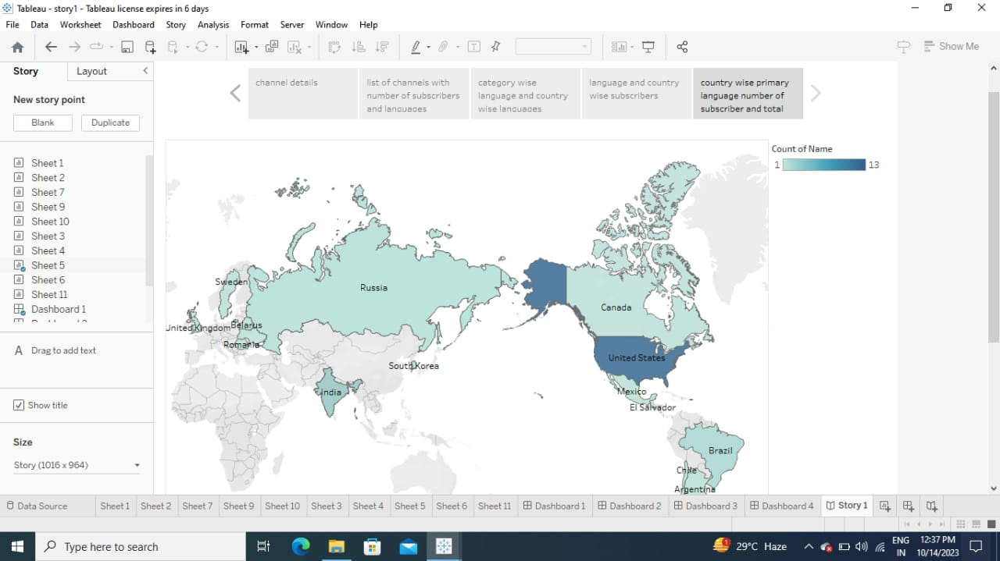 Tableau - story1 - Tableau license expires in 6 days
File Data Worksheet Dashboard Story Analysis Format Server Window Help
Show Me
Story Layout
New story point
Blank Duplicate
Sheet 1
Sheet 2
Sheet 7
Sheet 9
Sheet 10
Sheet 3
Sheet 4
Sheet 5
Sheet 6
Sheet 11
Dashboard 1
A Drag to add text
Show title
Size
Story (1016 x 964)
channel details
list of channels with
number of subscribers
and languages
category wise
language and country
wise languages
language and country
wise subscribers
country wise primary
language number of
subscriber and total
Count of Name
1 13
Sweden
Russia
United Kingdom
Belarus
Romania
South Korea
India
Canada
United States
Mexico
El Salvador
Brazil
Chile
Argentina
Data Source Sheet 1 Sheet 2 Sheet 7 Sheet 9 Sheet 10 Sheet 3 Sheet 4 Sheet 5 Sheet 6 Sheet 11 Dashboard 1 Dashboard 2 Dashboard 3 Dashboard 4 Story 1
Type here to search
1
29°C Haze
ENG
IN
12:37 PM
10/14/2023